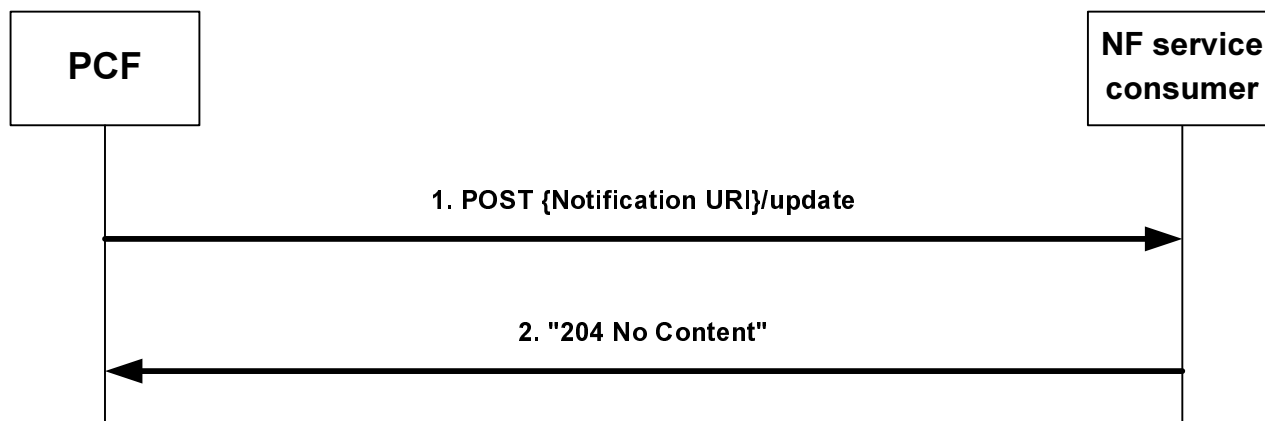 PCF
NF service
consumer
1. POST {Notification URI}/update
2. "204 No Content"